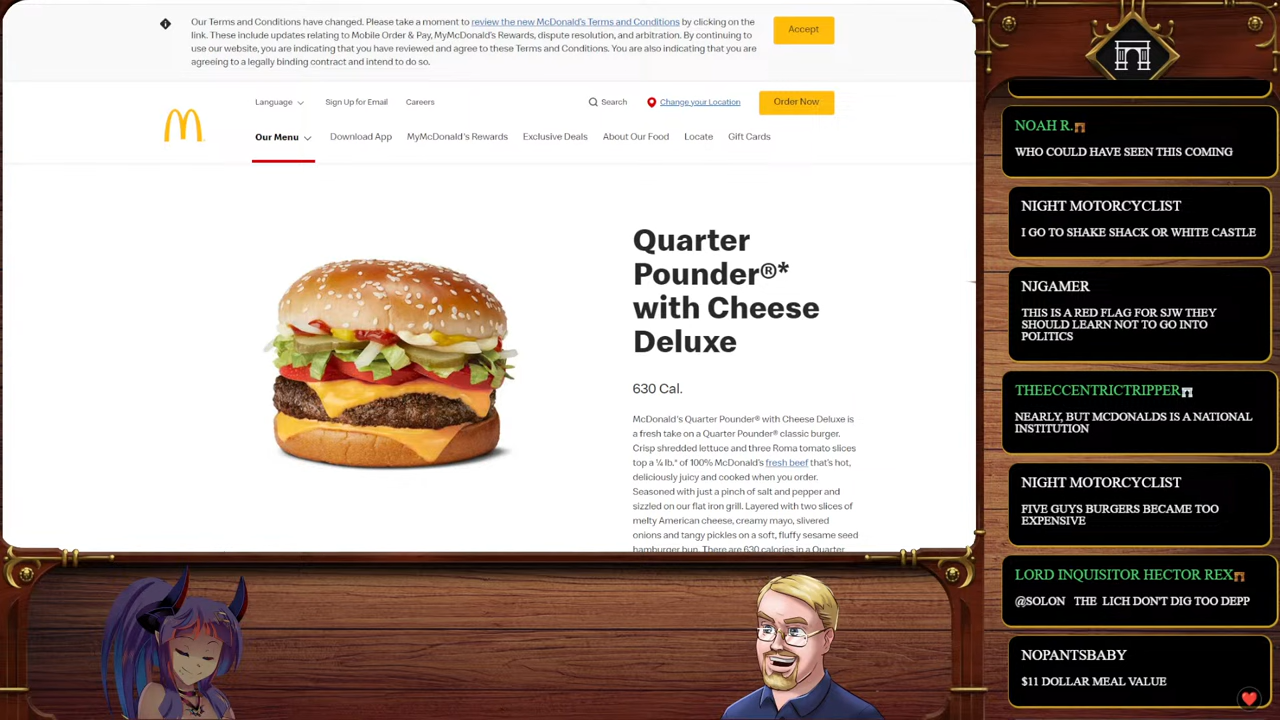 Our Terms and Conditions have changed. Please take a moment to review the new McDonald's Terms and Conditions by clicking on the
link. These include updates relating to Mobile Order & Pay, MyMcDonald's Rewards, dispute resolution, and arbitration. By continuing to
use our website, you are indicating that you have reviewed and agree to these Terms and Conditions. You are also indicating that you are
agreeing to a legally binding contract and intend to do so.
Accept
Language
Sign Up for Email
Careers
Search
Change your Location
Order Now
Our Menu
Download App
MyMcDonald's Rewards
Exclusive Deals
About Our Food
Locate
Gift Cards
Quarter
Pounder®*
with Cheese
Deluxe
630 Cal.
McDonald's Quarter Pounder® with Cheese Deluxe is
a fresh take on a Quarter Pounder® classic burger.
Crisp shredded lettuce and three Roma tomato slices
top a ¼ lb.* of 100% McDonald's fresh beef that's hot,
deliciously juicy and cooked when you order.
Seasoned with just a pinch of salt and pepper and
sizzled on our flat iron grill. Layered with two slices of
melty American cheese, creamy mayo, slivered
onions and tangy pickles on a soft, fluffy sesame seed
hamburger bun. There are 630 calories in a Quarter
NOAH R.
WHO COULD HAVE SEEN THIS COMING
NIGHT MOTORCYCLIST
I GO TO SHAKE SHACK OR WHITE CASTLE
NJGAMER
THIS IS A RED FLAG FOR SJW THEY
SHOULD LEARN NOT TO GO INTO
POLITICS
THEECCENTRICTRIPPER
NEARLY, BUT MCDONALDS IS A NATIONAL
INSTITUTION
NIGHT MOTORCYCLIST
FIVE GUYS BURGERS BECAME TOO
EXPENSIVE
LORD INQUISITOR HECTOR REX
@SOLON THE LICH DON'T DIG TOO DEPP
NOPANTSBABY
$11 DOLLAR MEAL VALUE